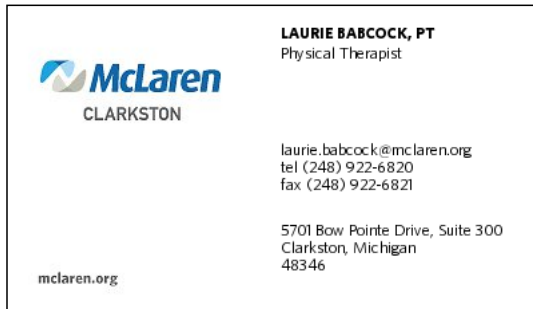 McLaren
CLARKSTON
mclaren.org
LAURIE BABCOCK, PT
Physical Therapist
laurie.babcock@mclaren.org
tel (248) 922-6820
fax (248) 922-6821
5701 Bow Pointe Drive, Suite 300
Clarkston, Michigan
48346